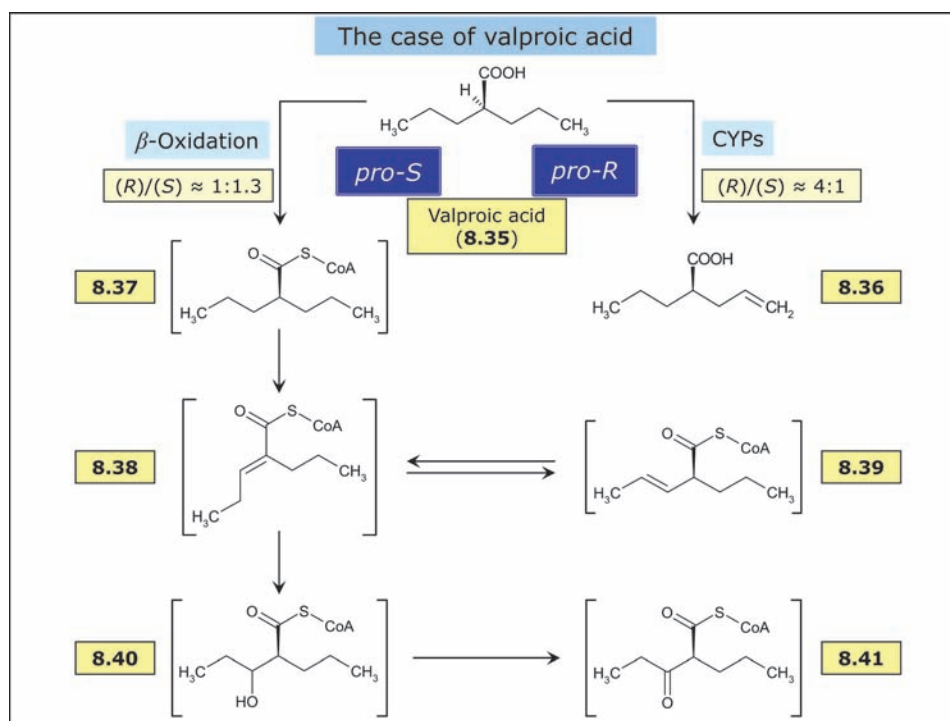 The case of valproic acid
COOH
H
H₃C
CH₃
β-Oxidation
CYPs
pro-S
pro-R
(R)/(S) ≈ 1:1.3
(R)/(S) ≈ 4:1
Valproic acid
(8.35)
O
S
CoA
8.37
H₃C
CH₃
COOH
H₃C
CH₂
8.36
O
S
CoA
8.38
CH₃
H₃C
O
S
CoA
H₃C
CH₃
8.39
O
S
CoA
8.40
H₃C
CH₃
HO
O
S
CoA
H₃C
CH₃
O
8.41